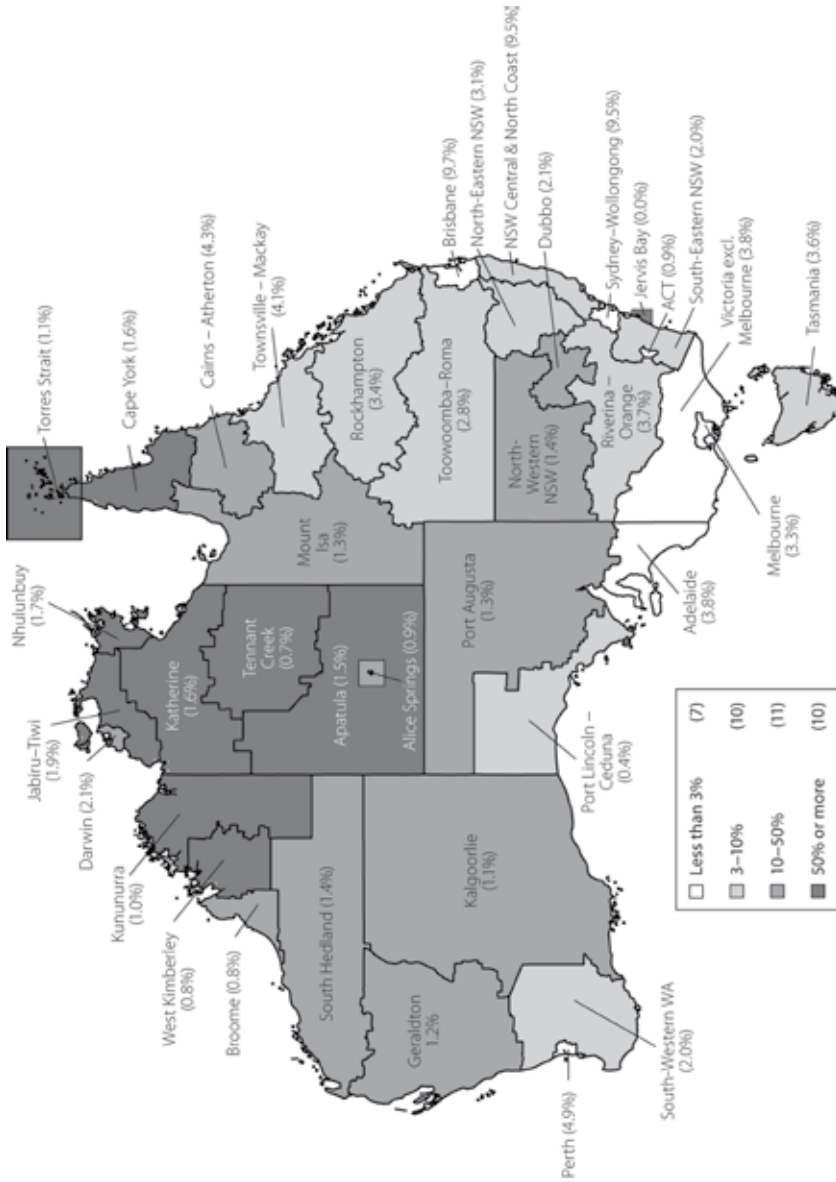 Torres Strait (1.1%)
Cape York (1.6%)
Cairns – Atherton (4.3%)
Townsville – Mackay
(4.1%)
Brisbane (9.7%)
North-Eastern NSW (3.1%)
NSW Central & North Coast (9.5%)
Dubbo (2.1%)
Sydney–Wollongong (9.5%)
Jervis Bay (0.0%)
ACT (0.9%)
South-Eastern NSW (2.0%)
Victoria excl.
Melbourne (3.8%)
Tasmania (3.6%)
Nhulunbuy
(1.7%)
Jabiru–Tiwi
(1.9%)
Darwin (2.1%)
Kununurra
(1.0%)
West Kimberley
(0.8%)
Broome (0.8%)
Katherine
(1.6%)
Tennant
Creek
(0.7%)
Apatula (1.5%)
Alice Springs (0.9%)
Mount
Isa
(1.3%)
Rockhampton
(3.4%)
Toowoomba–Roma
(2.8%)
North-
Western
NSW (1.4%)
Riverina –
Orange
(3.7%)
Port Augusta
(1.3%)
South Hedland (1.4%)
Kalgoorlie
(1.1%)
Geraldton
1.2%
Perth (4.9%)
South-Western WA
(2.0%)
Port Lincoln –
Ceduna
(0.4%)
Adelaide
(3.8%)
Melbourne
(3.3%)
Less than 3% (7)
3–10% (10)
10–50% (11)
50% or more (10)